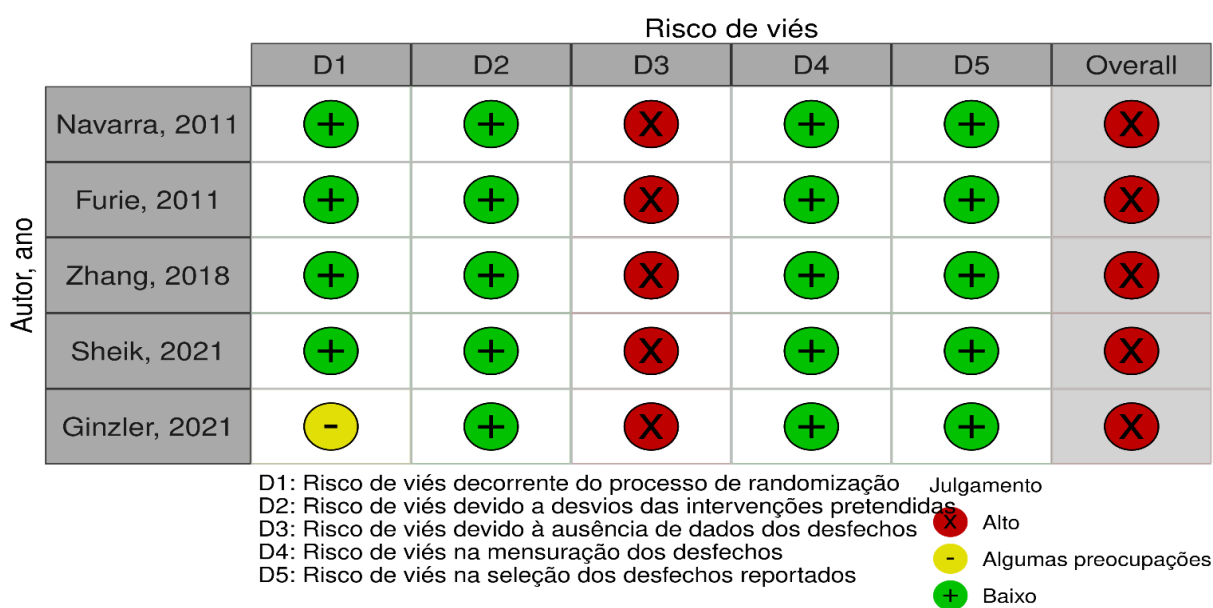 Risco de viés
D1 D2 D3 D4 D5 Overall
Autor, ano
Navarra, 2011 + + X + + X
Furie, 2011 + + X + + X
Zhang, 2018 + + X + + X
Sheik, 2021 + + X + + X
Ginzler, 2021 - + X + + X
D1: Risco de viés decorrente do processo de randomização
D2: Risco de viés devido a desvios das intervenções pretendidas
D3: Risco de viés devido à ausência de dados dos desfechos
D4: Risco de viés na mensuração dos desfechos
D5: Risco de viés na seleção dos desfechos reportados
Julgamento
X Alto
- Algumas preocupações
+ Baixo